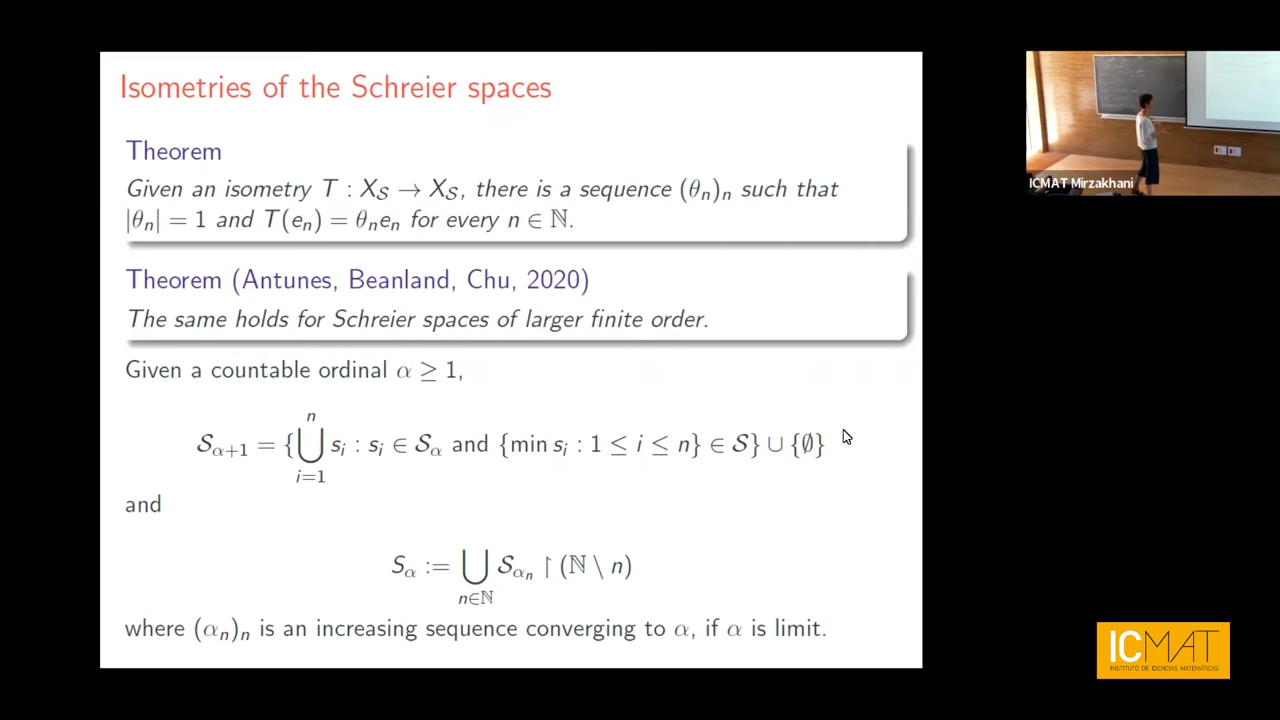 Isometries of the Schreier spaces
Theorem
Given an isometry T : X_𝒮 → X_𝒮, there is a sequence (θ_n)_n such that
|θ_n| = 1 and T(e_n) = θ_n e_n for every n ∈ ℕ.
Theorem (Antunes, Beanland, Chu, 2020)
The same holds for Schreier spaces of larger finite order.
Given a countable ordinal α ≥ 1,
𝒮_{α+1} = {⋃_{i=1}^{n} s_i : s_i ∈ 𝒮_α and {min s_i : 1 ≤ i ≤ n} ∈ 𝒮} ∪ {∅}
and
S_α := ⋃_{n∈ℕ} 𝒮_{α_n} ↾ (ℕ \ n)
where (α_n)_n is an increasing sequence converging to α, if α is limit.
ICMAT Mirzakhani
ICMAT
INSTITUTO DE CIENCIAS MATEMÁTICAS